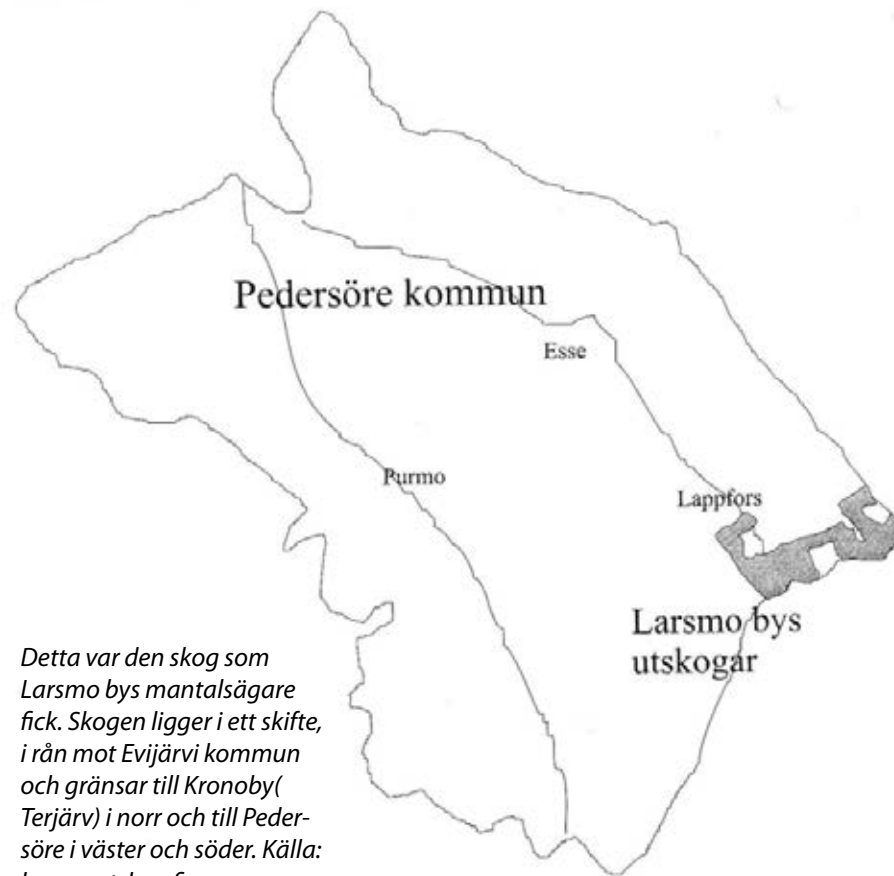 Pedersöre kommun
Esse
Purmo
Lappfors
Larsmo bys
utskogar
Detta var den skog som
Larsmo bys mantalsägare
fick. Skogen ligger i ett skifte,
i rån mot Evijärvi kommun
och gränsar till Kronoby(
Terjärv) i norr och till Peder-
söre i väster och söder. Källa: